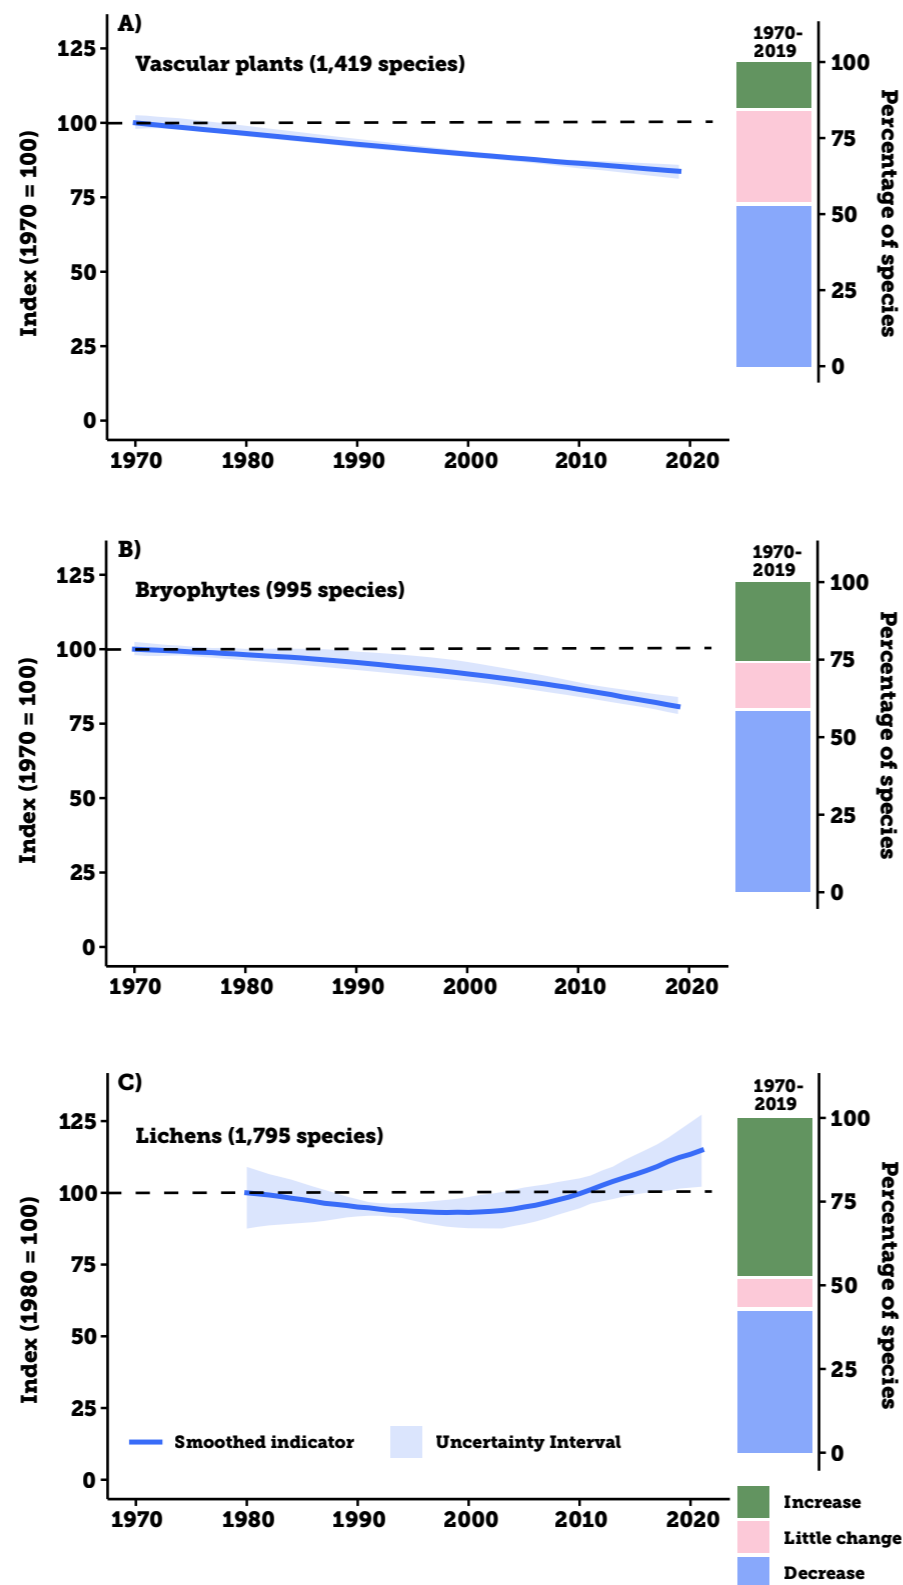 A)
Vascular plants (1,419 species)
Index (1970 = 100)
125
100
75
50
25
0
1970 1980 1990 2000 2010 2020
1970-
2019
100
75
50
25
0
Percentage of species
B)
Bryophytes (995 species)
Index (1970 = 100)
125
100
75
50
25
0
1970 1980 1990 2000 2010 2020
1970-
2019
100
75
50
25
0
Percentage of species
C)
Lichens (1,795 species)
Index (1980 = 100)
125
100
75
50
25
0
Smoothed indicator
Uncertainty Interval
1970 1980 1990 2000 2010 2020
1970-
2019
100
75
50
25
0
Percentage of species
Increase
Little change
Decrease